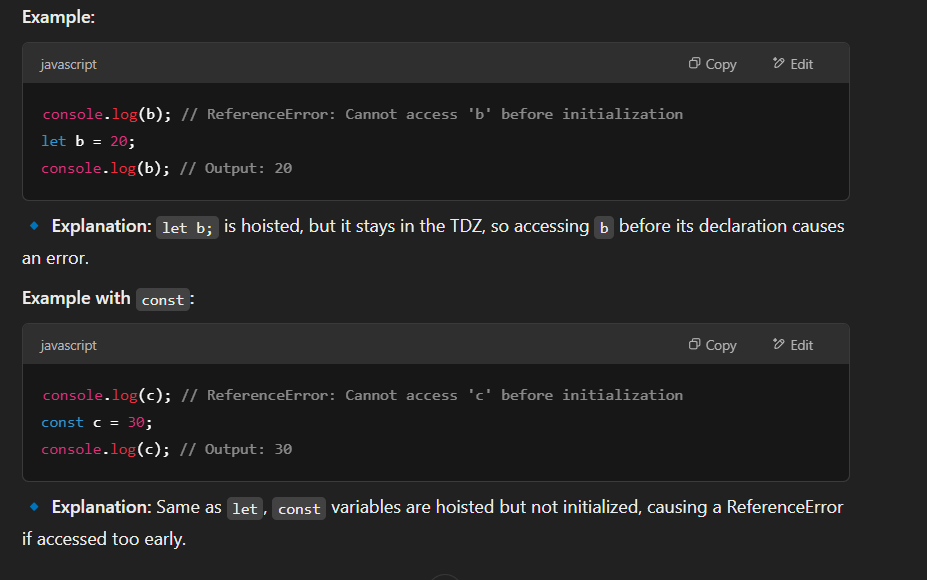 Example:
javascript
Copy
Edit
console.log(b); // ReferenceError: Cannot access 'b' before initialization
let b = 20;
console.log(b); // Output: 20
Explanation: let b; is hoisted, but it stays in the TDZ, so accessing b before its declaration causes
an error.
Example with const:
javascript
Copy
Edit
console.log(c); // ReferenceError: Cannot access 'c' before initialization
const c = 30;
console.log(c); // Output: 30
Explanation: Same as let, const variables are hoisted but not initialized, causing a ReferenceError
if accessed too early.